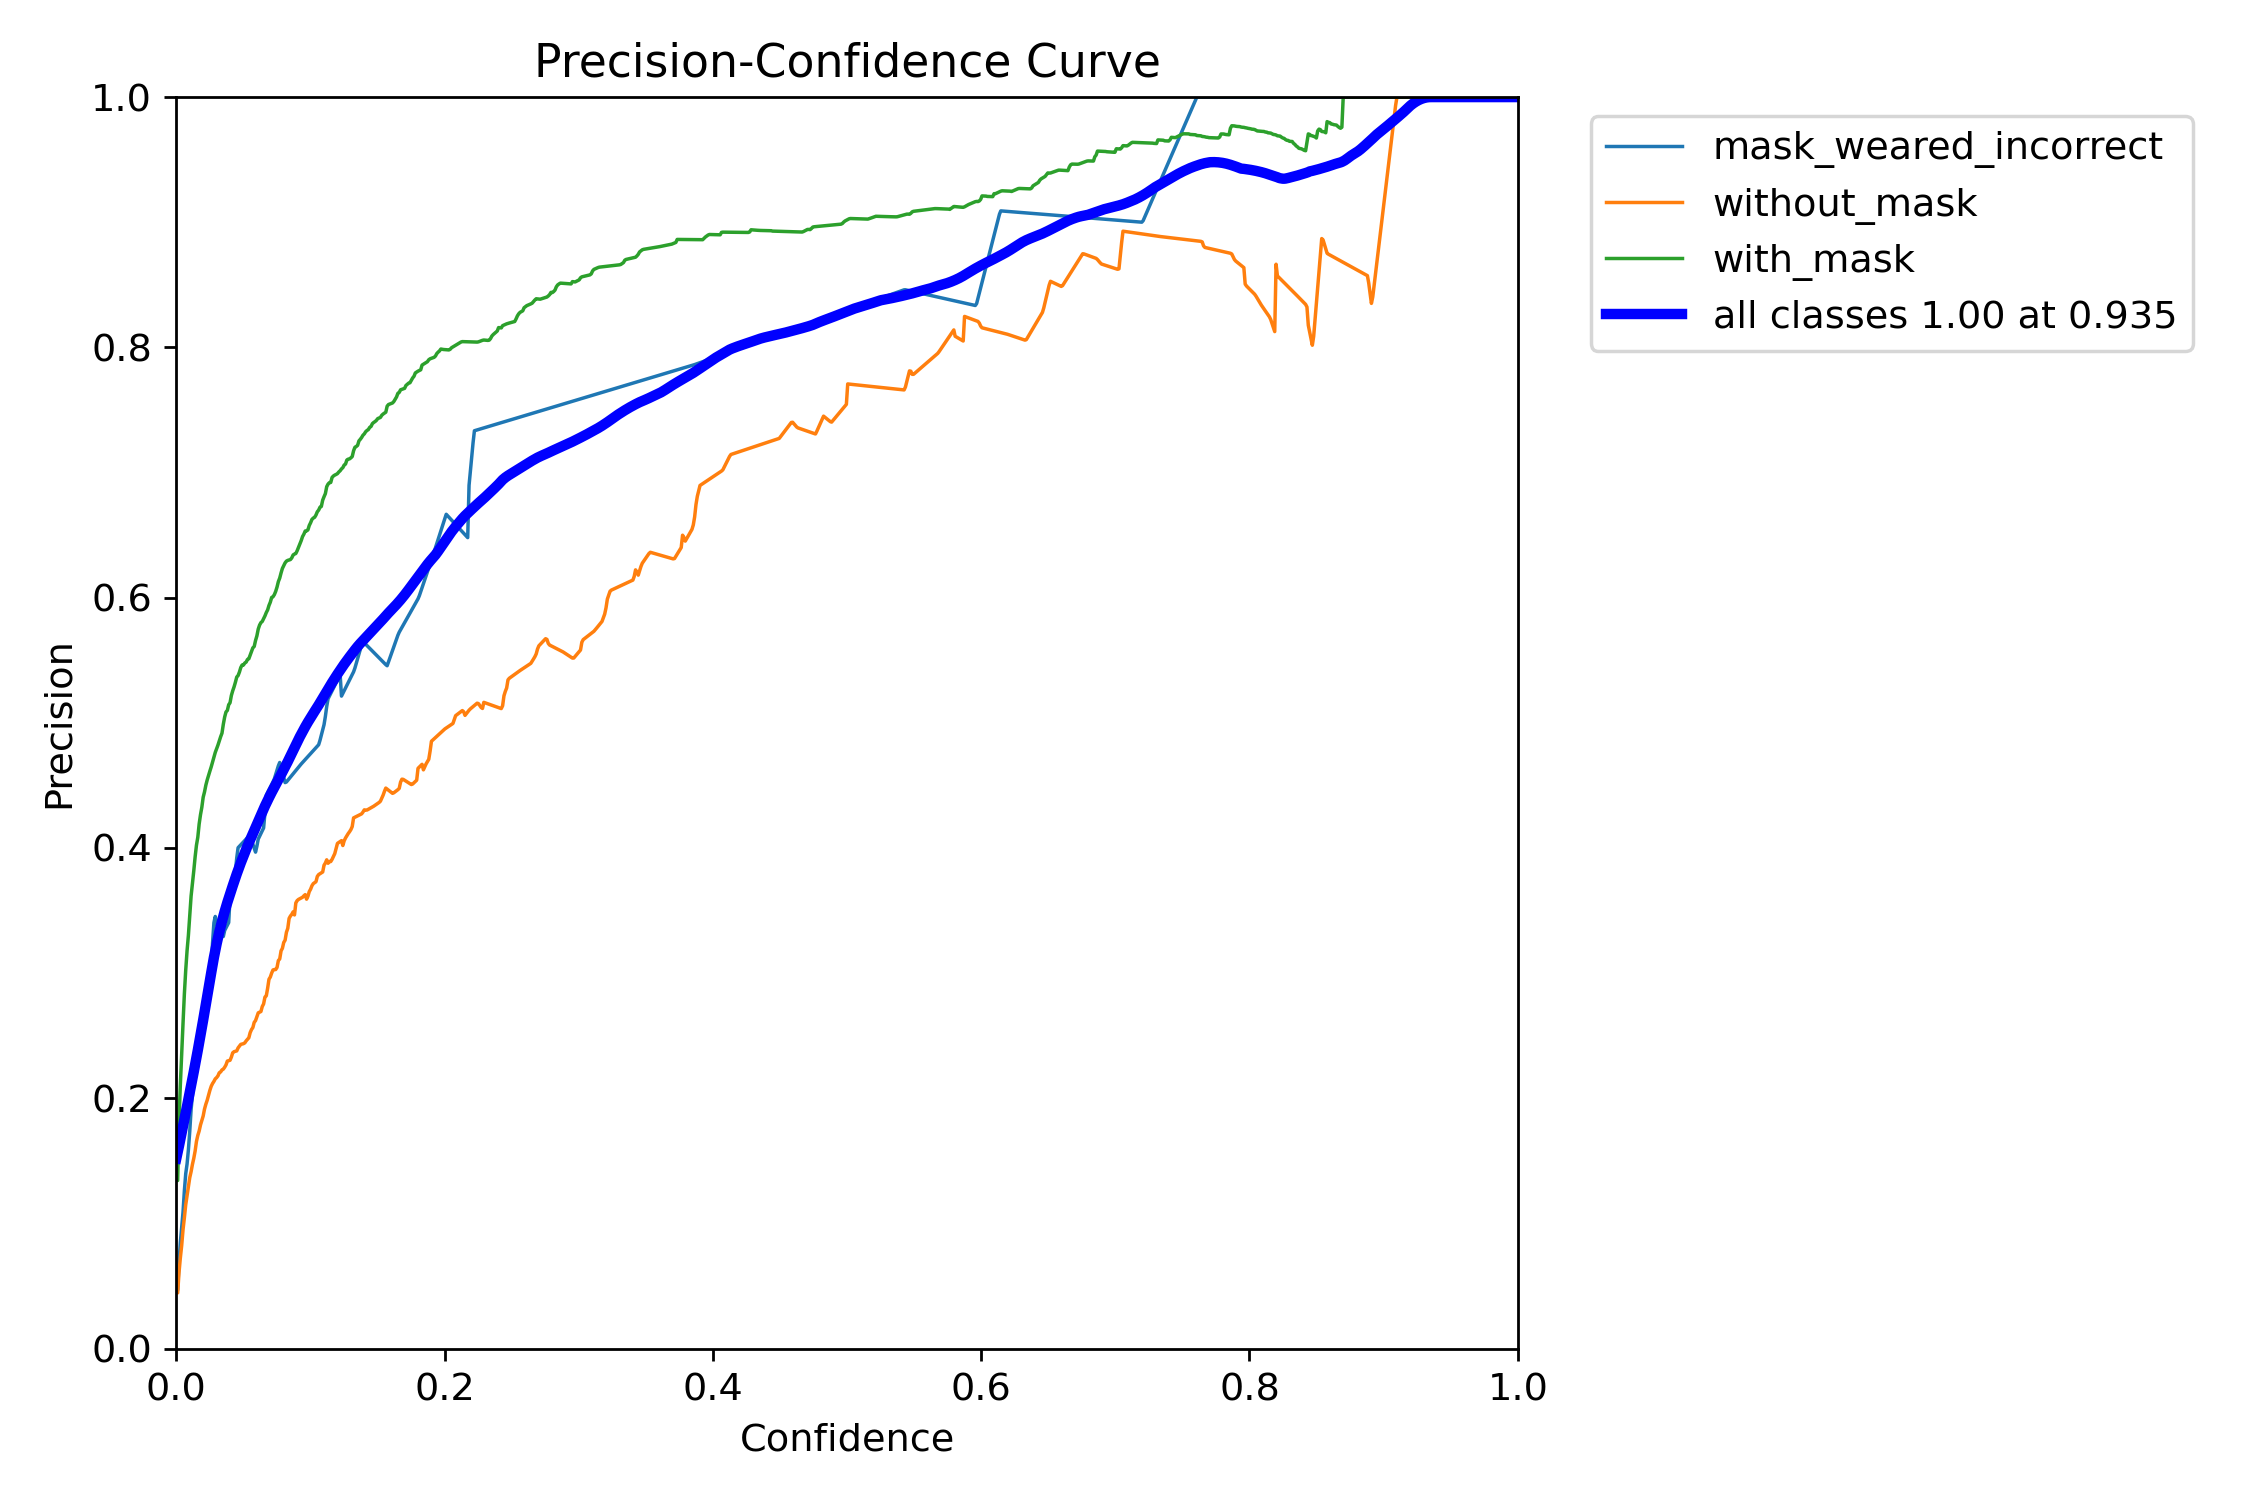 Precision-Confidence Curve
1.0
0.8
0.6
0.4
0.2
0.0
Precision
0.0 0.2 0.4 0.6 0.8 1.0
Confidence
mask_weared_incorrect
without_mask
with_mask
all classes 1.00 at 0.935